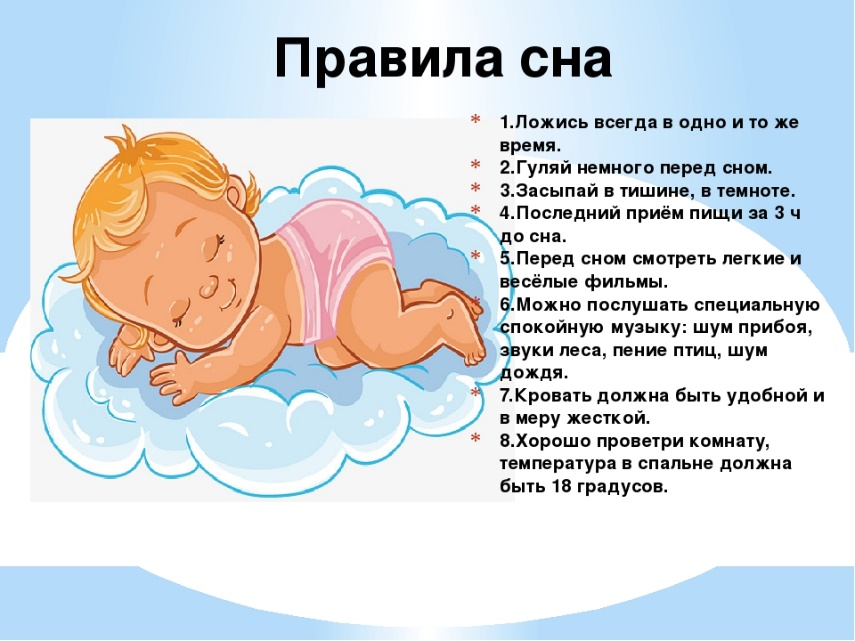 Правила сна
* 1.Ложись всегда в одно и то же
время.
* 2.Гуляй немного перед сном.
* 3.Засыпай в тишине, в темноте.
* 4.Последний приём пищи за 3 ч
до сна.
* 5.Перед сном смотреть легкие и
весёлые фильмы.
* 6.Можно послушать специальную
спокойную музыку: шум прибоя,
звуки леса, пение птиц, шум
дождя.
* 7.Кровать должна быть удобной и
в меру жесткой.
* 8.Хорошо проветри комнату,
температура в спальне должна
быть 18 градусов.